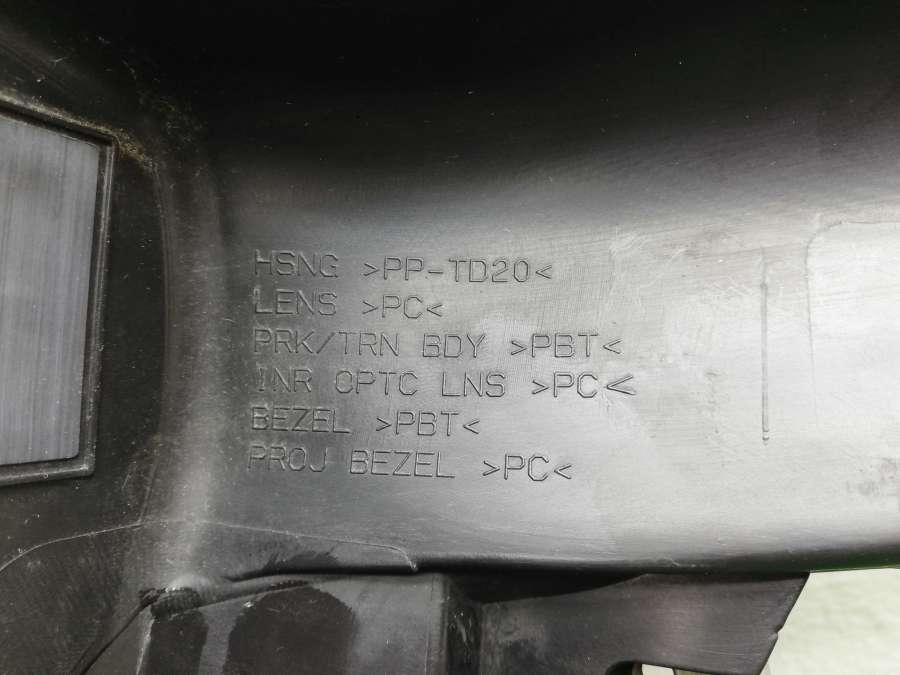 HSNG >PP-TD20<
LENS >PC<
PRK/TRN BDY >PBT<
INR OPTC LNS >PC<
BEZEL >PBT<
PROJ BEZEL >PC<